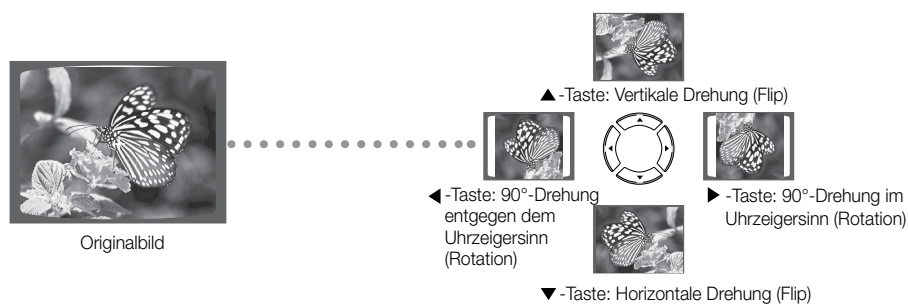 ▲-Taste: Vertikale Drehung (Flip)
◀-Taste: 90°-Drehung
entgegen dem
Uhrzeigersinn
(Rotation)
▶ -Taste: 90°-Drehung im
Uhrzeigersinn (Rotation)
Originalbild
▼-Taste: Horizontale Drehung (Flip)